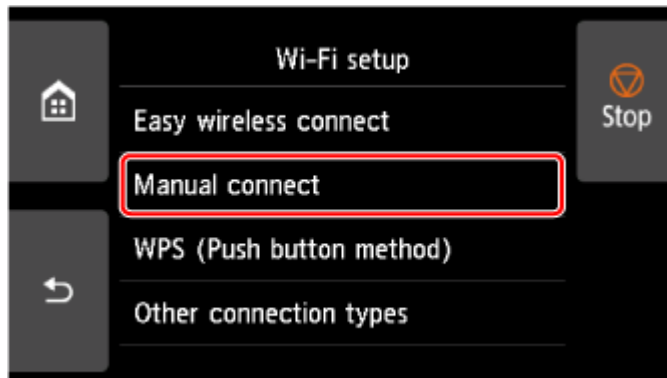 Wi-Fi setup
Easy wireless connect
Stop
Manual connect
WPS (Push button method)
Other connection types